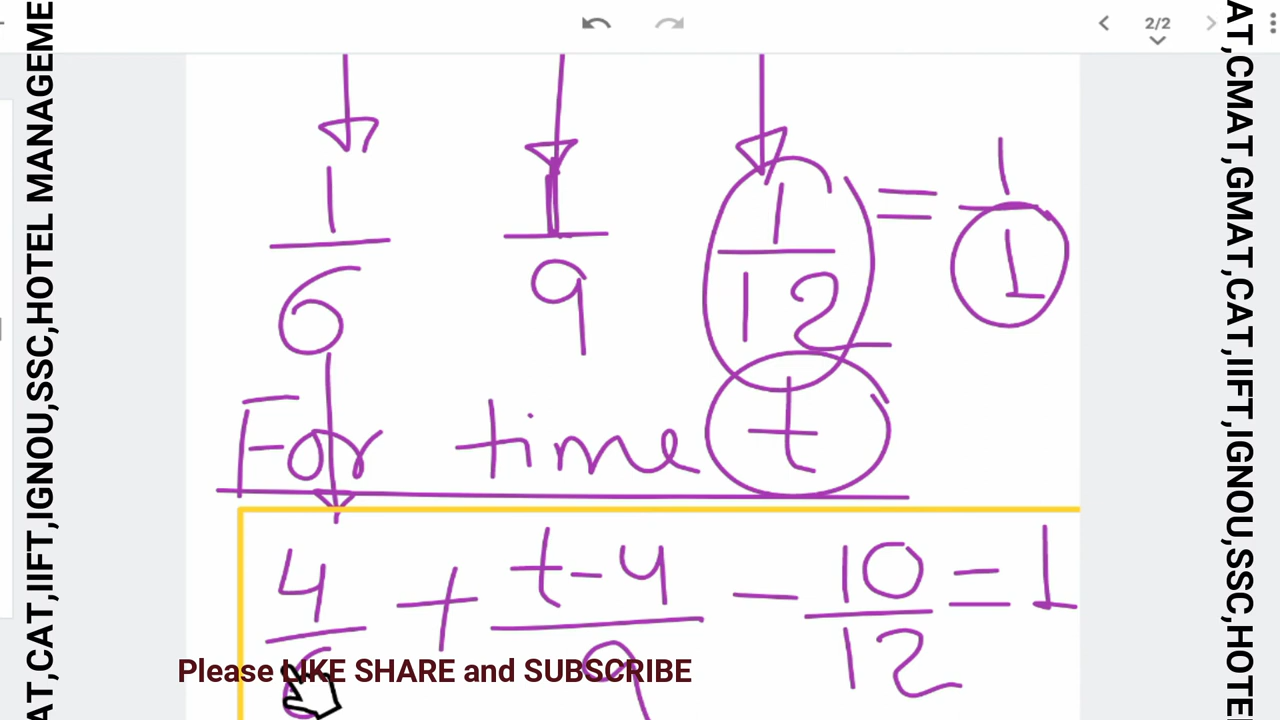 2/2
AT,CAT,IIFT,IGNOU,SSC,HOTEL MANAGEME
1/6 1/9 1/12 = 1/1
For time t
4/6 + t-4/9 - 10/12 = 1
Please LIKE SHARE and SUBSCRIBE
AT,CMAT,GMAT,CAT,IIFT,IGNOU,SSC,HOTE